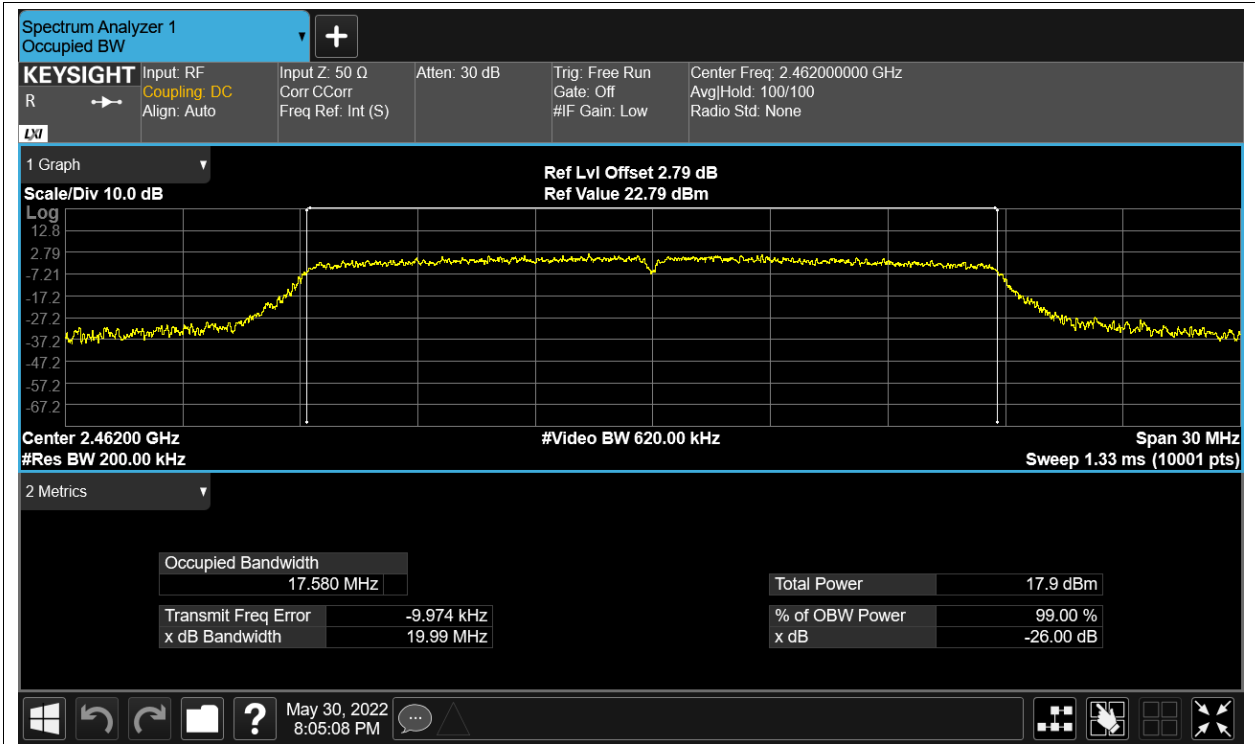 Spectrum Analyzer 1
Occupied BW
KEYSIGHT
R
LXI
Input: RF
Coupling: DC
Align: Auto
Input Z: 50 Ω
Corr CCorr
Freq Ref: Int (S)
Atten: 30 dB
Trig: Free Run
Gate: Off
#IF Gain: Low
Center Freq: 2.462000000 GHz
Avg|Hold: 100/100
Radio Std: None
1 Graph
Scale/Div 10.0 dB
Ref Lvl Offset 2.79 dB
Ref Value 22.79 dBm
Log
12.8
2.79
-7.21
-17.2
-27.2
-37.2
-47.2
-57.2
-67.2
Center 2.46200 GHz
#Video BW 620.00 kHz
Span 30 MHz
#Res BW 200.00 kHz
Sweep 1.33 ms (10001 pts)
2 Metrics
Occupied Bandwidth
17.580 MHz
Total Power 17.9 dBm
Transmit Freq Error -9.974 kHz
% of OBW Power 99.00 %
x dB Bandwidth 19.99 MHz
x dB -26.00 dB
?
May 30, 2022
8:05:08 PM